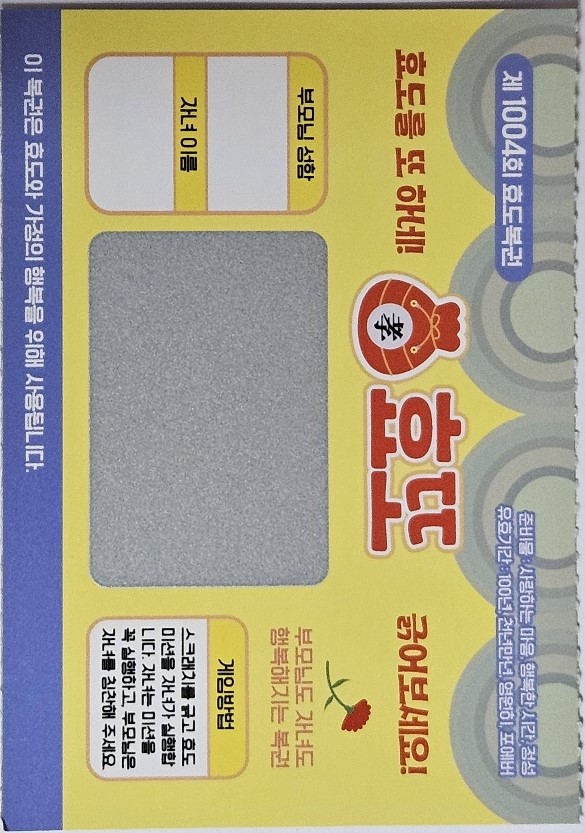 제 1004회 효도복권
준비물 : 사랑하는 마음, 행복한 시간, 정성
유효기간 : 100년, 천년만년, 영원히, 포에버
효도를 또 하네!!
孝
효또
긁어보세요!
부모님 성함
자녀 이름
부모님도 자녀도
행복해지는 복권
게임방법
스크래치를 긁고 효도
미션을 자녀가 실행합
니다. 자녀는 미션을
꼭 실행하고, 부모님은
자녀를 칭찬해 주세요
이 복권은 효도와 가정의 행복을 위해 사용됩니다.